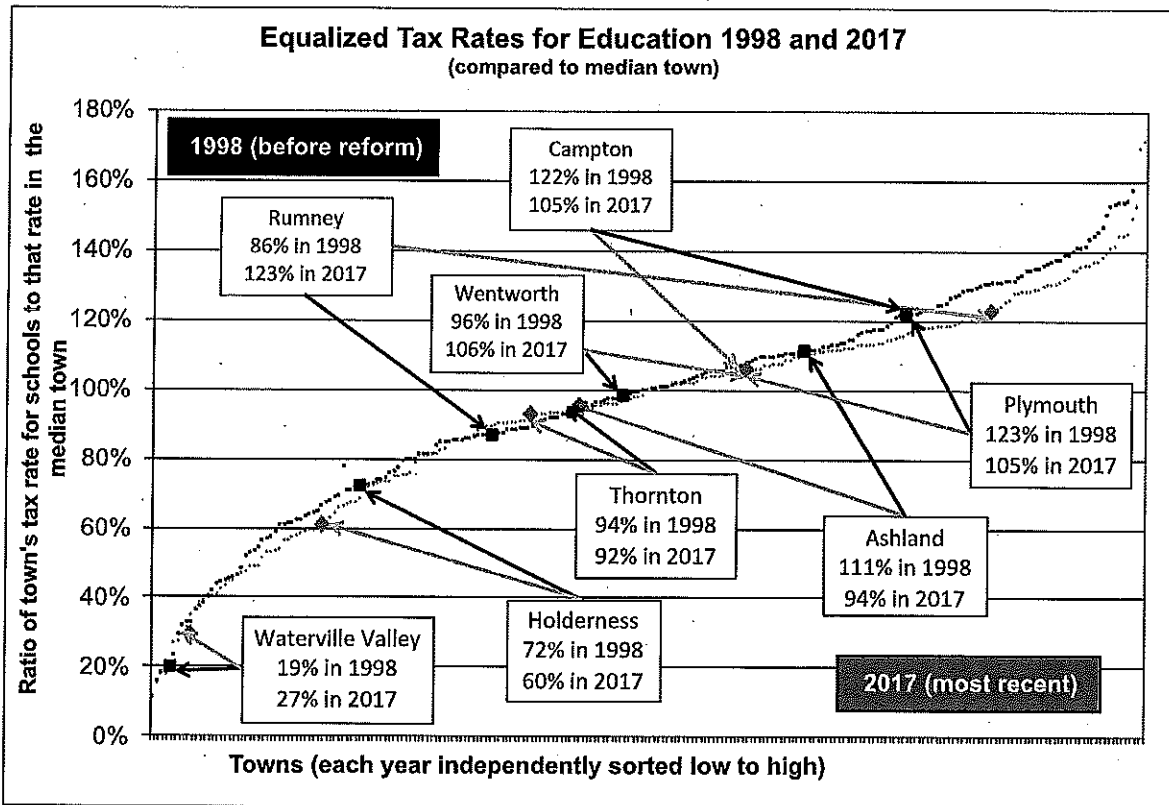 Equalized Tax Rates for Education 1998 and 2017
(compared to median town)
Ratio of town's tax rate for schools to that rate in the
median town
180%
160%
140%
120%
100%
80%
60%
40%
20%
0%
1998 (before reform)
Campton
122% in 1998
105% in 2017
Rumney
86% in 1998
123% in 2017
Wentworth
96% in 1998
106% in 2017
Plymouth
123% in 1998
105% in 2017
Thornton
94% in 1998
92% in 2017
Ashland
111% in 1998
94% in 2017
Holderness
72% in 1998
60% in 2017
Waterville Valley
19% in 1998
27% in 2017
2017 (most recent)
Towns (each year independently sorted low to high)